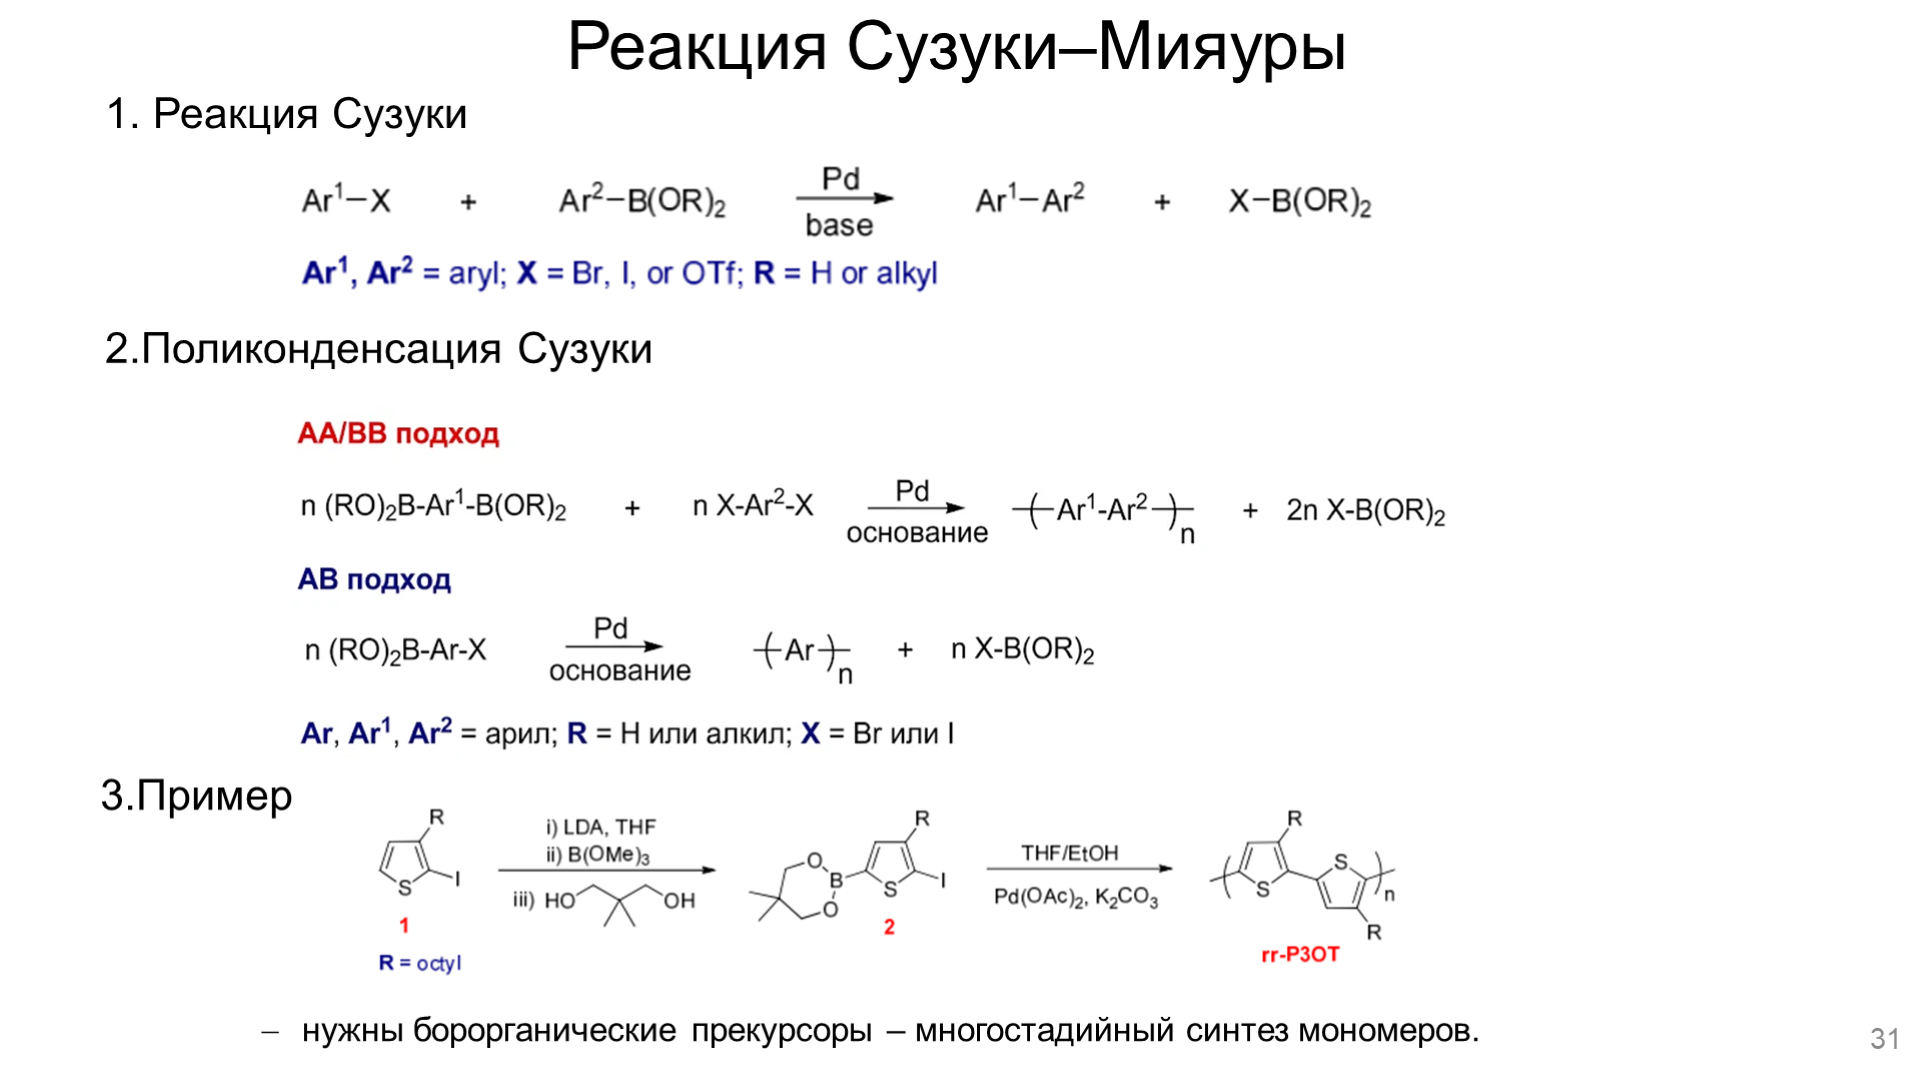 Реакция Сузуки–Мияуры
1. Реакция Сузуки
Ar¹–X + Ar²–B(OR)₂ Pd base Ar¹–Ar² + X–B(OR)₂
Ar¹, Ar² = aryl; X = Br, I, or OTf; R = H or alkyl
2.Поликонденсация Сузуки
AA/BB подход
n (RO)₂B-Ar¹-B(OR)₂ + n X-Ar²-X Pd основание (Ar¹-Ar²)n + 2n X-B(OR)₂
AB подход
n (RO)₂B-Ar-X Pd основание (Ar)n + n X-B(OR)₂
Ar, Ar¹, Ar² = арил; R = H или алкил; X = Br или I
3.Пример
R S I
1
R = octyl
i) LDA, THF
ii) B(OMe)₃
iii) HO OH
O B O S R I
2
THF/EtOH
Pd(OAc)₂, K₂CO₃
R S S R n
rr-P3OT
– нужны борорганические прекурсоры – многостадийный синтез мономеров.
31